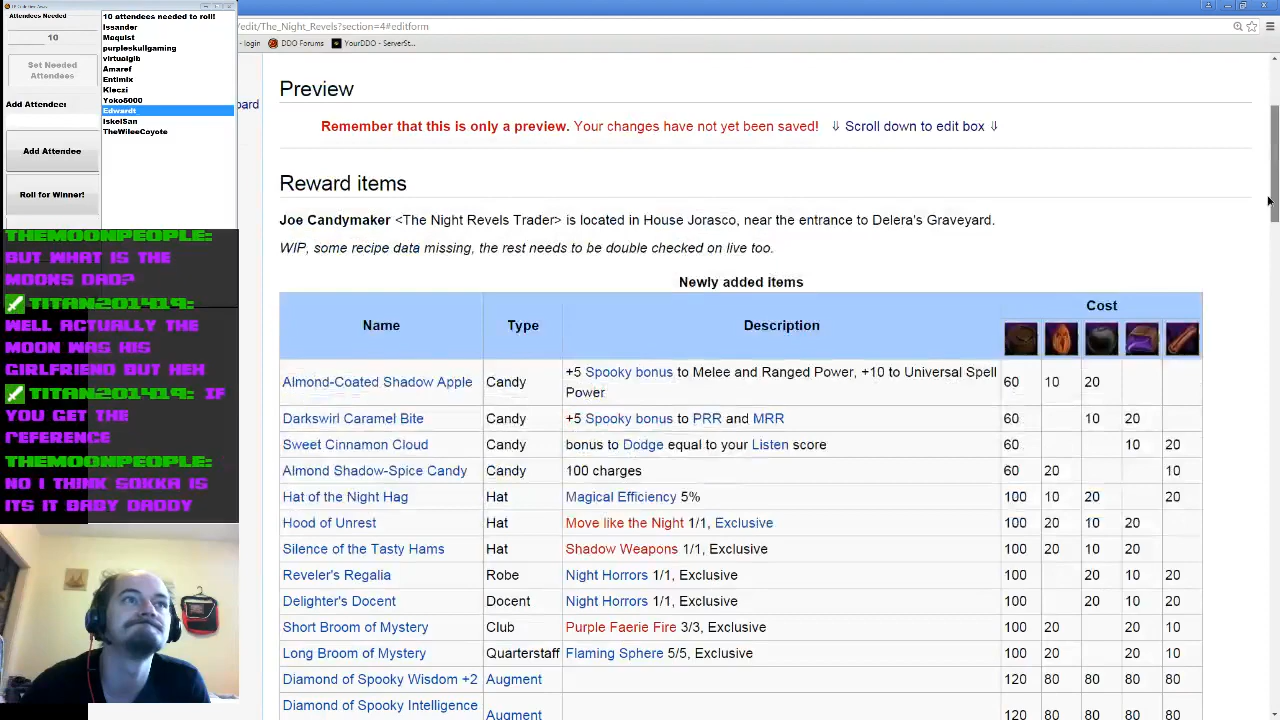 Attendees Needed
10
Set Needed
Attendees
Add Attendee:
Add Attendee
Roll for Winner!
10 attendees needed to roll!
Issander
Maquist
purpleskullgaming
virtualgib
Amaref
Entimix
Kleczi
Yoko5000
Edwardt
IskelSan
TheWileeCoyote
THEMOONPEOPLE:
BUT WHAT IS THE
MOONS DAD?
TITAN201419:
WELL ACTUALLY THE
MOON WAS HIS
GIRLFRIEND BUT HEH
TITAN201419: IF
YOU GET THE
REFERENCE
THEMOONPEOPLE:
NO I THINK SOKKA IS
ITS IT BABY DADDY
/edit/The_Night_Revels?section=4#editform
- login
DDO Forums
YourDDO - ServerSt...
oard
Preview
Remember that this is only a preview. Your changes have not yet been saved! Scroll down to edit box ⇓
Reward items
Joe Candymaker <The Night Revels Trader> is located in House Jorasco, near the entrance to Delera's Graveyard.
WIP, some recipe data missing, the rest needs to be double checked on live too.
Newly added items
Name Type Description Cost
Almond-Coated Shadow Apple Candy +5 Spooky bonus to Melee and Ranged Power, +10 to Universal Spell Power 60 10 20
Darkswirl Caramel Bite Candy +5 Spooky bonus to PRR and MRR 60 10 20
Sweet Cinnamon Cloud Candy bonus to Dodge equal to your Listen score 60 10 20
Almond Shadow-Spice Candy Candy 100 charges 60 20 10
Hat of the Night Hag Hat Magical Efficiency 5% 100 10 20 20
Hood of Unrest Hat Move like the Night 1/1, Exclusive 100 20 10 20
Silence of the Tasty Hams Hat Shadow Weapons 1/1, Exclusive 100 20 10 20
Reveler's Regalia Robe Night Horrors 1/1, Exclusive 100 20 10 20
Delighter's Docent Docent Night Horrors 1/1, Exclusive 100 20 10 20
Short Broom of Mystery Club Purple Faerie Fire 3/3, Exclusive 100 20 20 10
Long Broom of Mystery Quarterstaff Flaming Sphere 5/5, Exclusive 100 20 20 10
Diamond of Spooky Wisdom +2 Augment 120 80 80 80 80
Diamond of Spooky Intelligence Augment 120 80 80 80 80